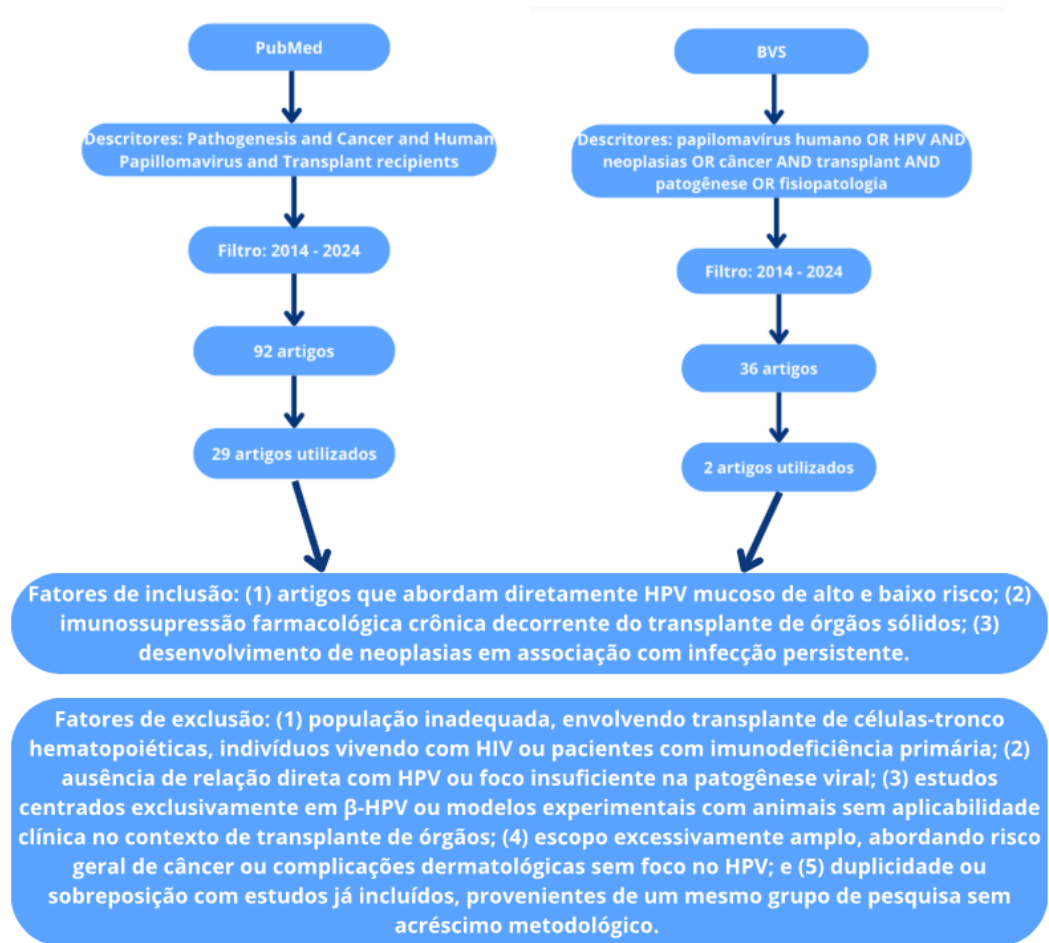 PubMed
Descritores: Pathogenesis and Cancer and Human
Papillomavirus and Transplant recipients
Filtro: 2014 - 2024
92 artigos
29 artigos utilizados
BVS
Descritores: papilomavírus humano OR HPV AND
neoplasias OR câncer AND transplant AND
patogênese OR fisiopatologia
Filtro: 2014 - 2024
36 artigos
2 artigos utilizados
Fatores de inclusão: (1) artigos que abordam diretamente HPV mucoso de alto e baixo risco; (2)
imunossupressão farmacológica crônica decorrente do transplante de órgãos sólidos; (3)
desenvolvimento de neoplasias em associação com infecção persistente.
Fatores de exclusão: (1) população inadequada, envolvendo transplante de células-tronco
hematopoiéticas, indivíduos vivendo com HIV ou pacientes com imunodeficiência primária; (2)
ausência de relação direta com HPV ou foco insuficiente na patogênese viral; (3) estudos
centrados exclusivamente em β-HPV ou modelos experimentais com animais sem aplicabilidade
clínica no contexto de transplante de órgãos; (4) escopo excessivamente amplo, abordando risco
geral de câncer ou complicações dermatológicas sem foco no HPV; e (5) duplicidade ou
sobreposição com estudos já incluídos, provenientes de um mesmo grupo de pesquisa sem
acréscimo metodológico.